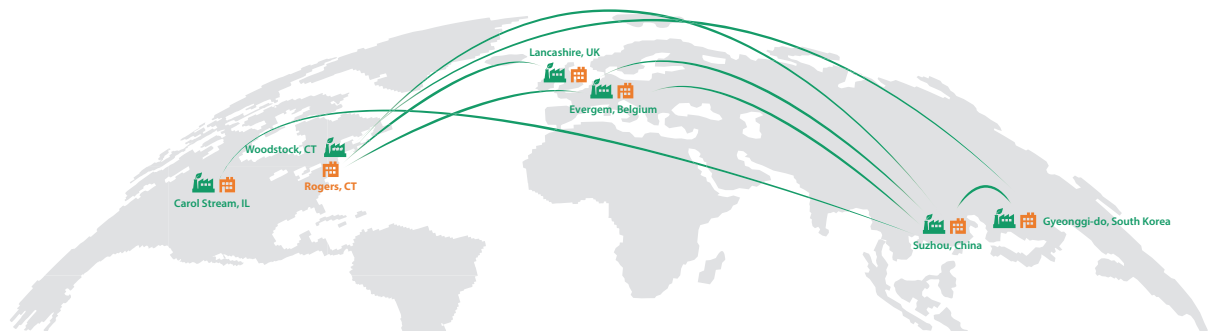 Lancashire, UK
Evergem, Belgium
Woodstock, CT
Rogers, CT
Carol Stream, IL
Gyeonggi-do, South Korea
Suzhou, China